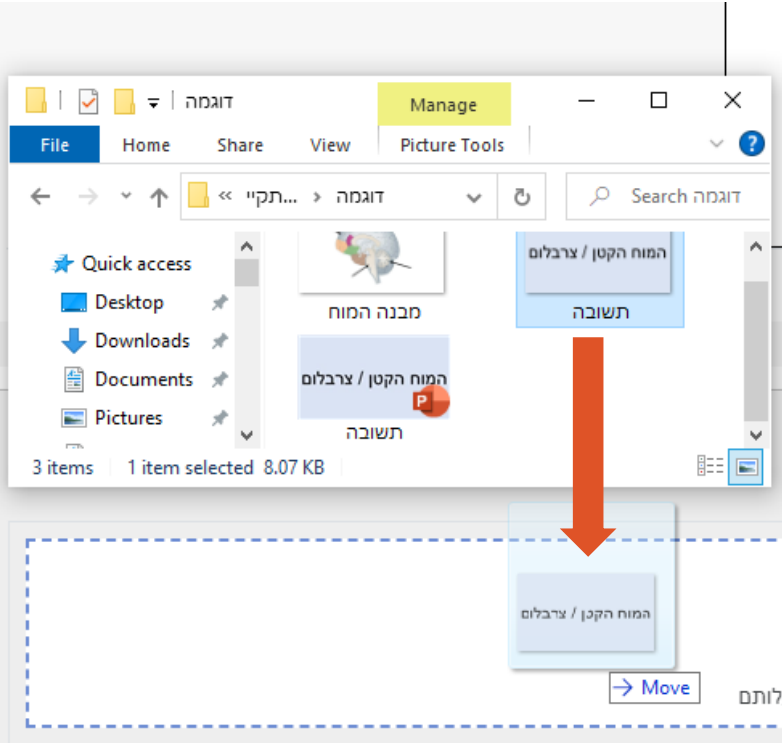 דוגמה
Manage
File Home Share View Picture Tools
תקיי... דוגמה
Search דוגמה
Quick access
Desktop
Downloads
Documents
Pictures
מבנה המוח
המוח הקטן / צרבלום
תשובה
המוח הקטן / צרבלום
P
תשובה
3 items 1 item selected 8.07 KB
המוח הקטן / צרבלום
Move
לותם